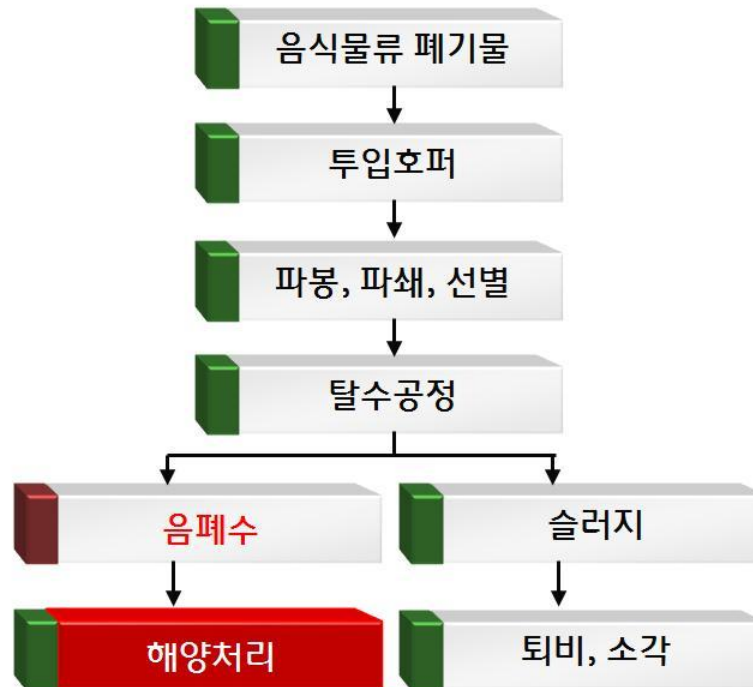 음식물류 폐기물
투입호퍼
파봉, 파쇄, 선별
탈수공정
음폐수
슬러지
해양처리
퇴비, 소각